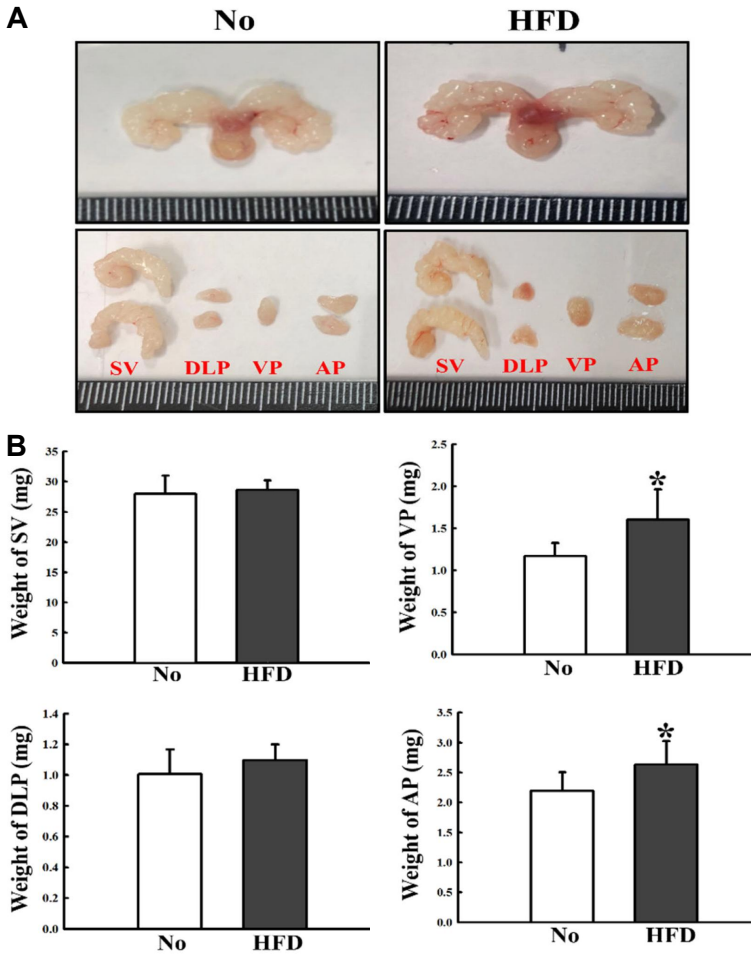 A
No HFD
SV DLP VP AP SV DLP VP AP
B
Weight of SV (mg)
35
30
25
20
15
10
5
0
No HFD
Weight of VP (mg)
2.5
2.0
1.5
1.0
0.5
0.0
*
No HFD
Weight of DLP (mg)
1.4
1.2
1.0
0.8
0.6
0.4
0.2
0.0
No HFD
Weight of AP (mg)
3.5
3.0
2.5
2.0
1.5
1.0
0.5
0.0
*
No HFD